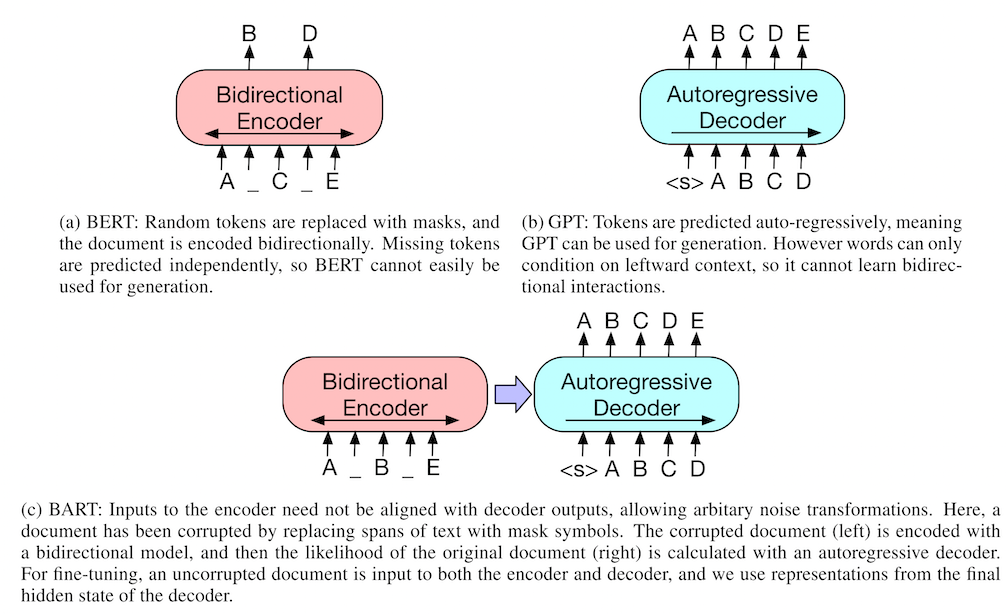 B D
Bidirectional
Encoder
A _ C _ E
(a) BERT: Random tokens are replaced with masks, and
the document is encoded bidirectionally. Missing tokens
are predicted independently, so BERT cannot easily be
used for generation.
A B C D E
Autoregressive
Decoder
<s> A B C D
(b) GPT: Tokens are predicted auto-regressively, meaning
GPT can be used for generation. However words can only
condition on leftward context, so it cannot learn bidirec-
tional interactions.
Bidirectional
Encoder
A _ B _ E
A B C D E
Autoregressive
Decoder
<s> A B C D
(c) BART: Inputs to the encoder need not be aligned with decoder outputs, allowing arbitary noise transformations. Here, a
document has been corrupted by replacing spans of text with mask symbols. The corrupted document (left) is encoded with
a bidirectional model, and then the likelihood of the original document (right) is calculated with an autoregressive decoder.
For fine-tuning, an uncorrupted document is input to both the encoder and decoder, and we use representations from the final
hidden state of the decoder.